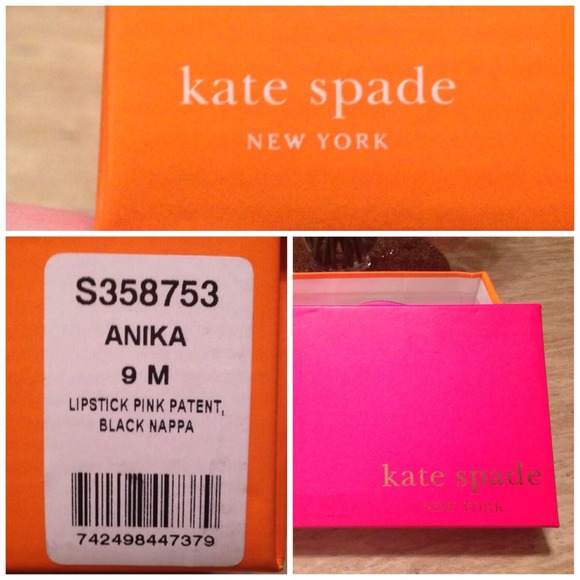 kate spade
NEW YORK
S358753
ANIKA
9 M
LIPSTICK PINK PATENT,
BLACK NAPPA
742498447379
kate spade
NEW YORK